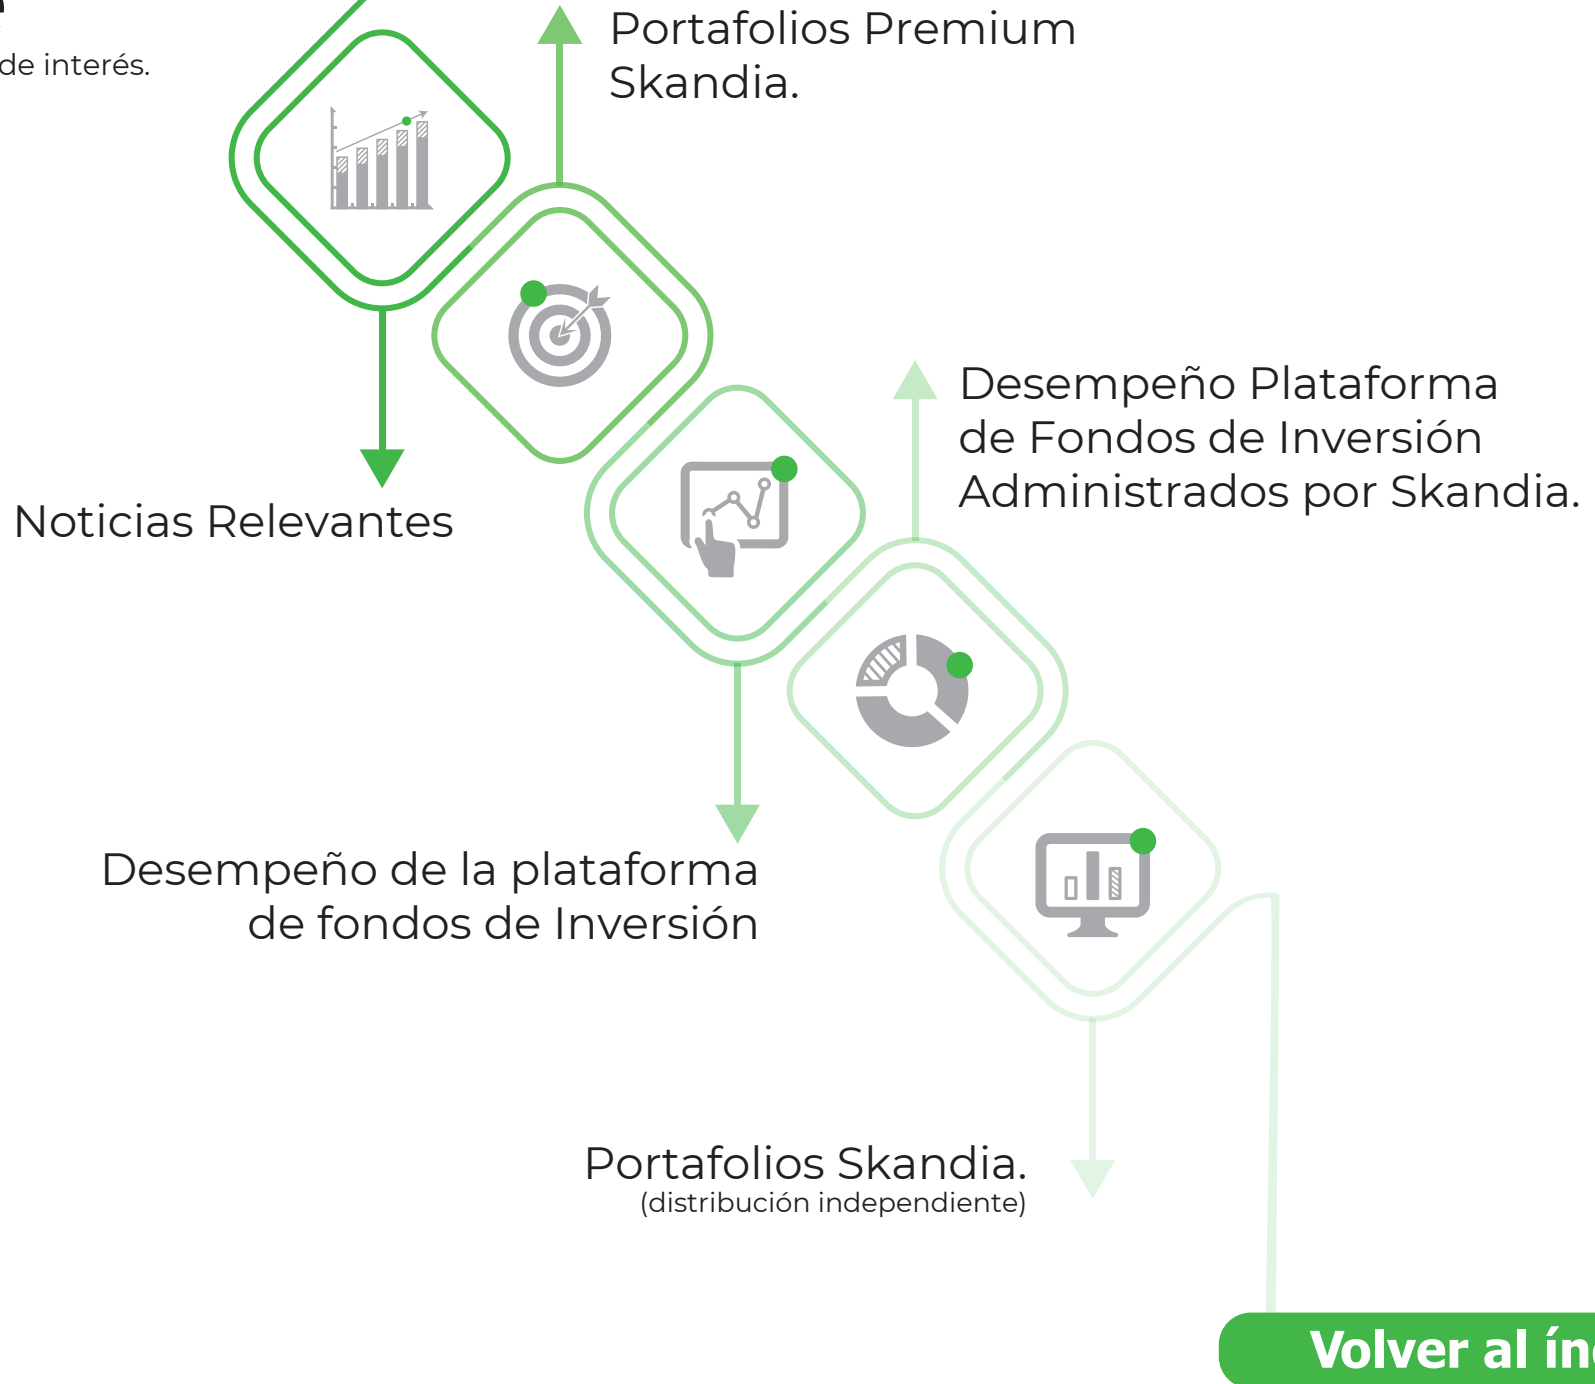 de interés.
Portafolios Premium
Skandia.
Desempeño Plataforma
de Fondos de Inversión
Administrados por Skandia.
Noticias Relevantes
Desempeño de la plataforma
de fondos de Inversión
Portafolios Skandia.
(distribución independiente)
Volver al